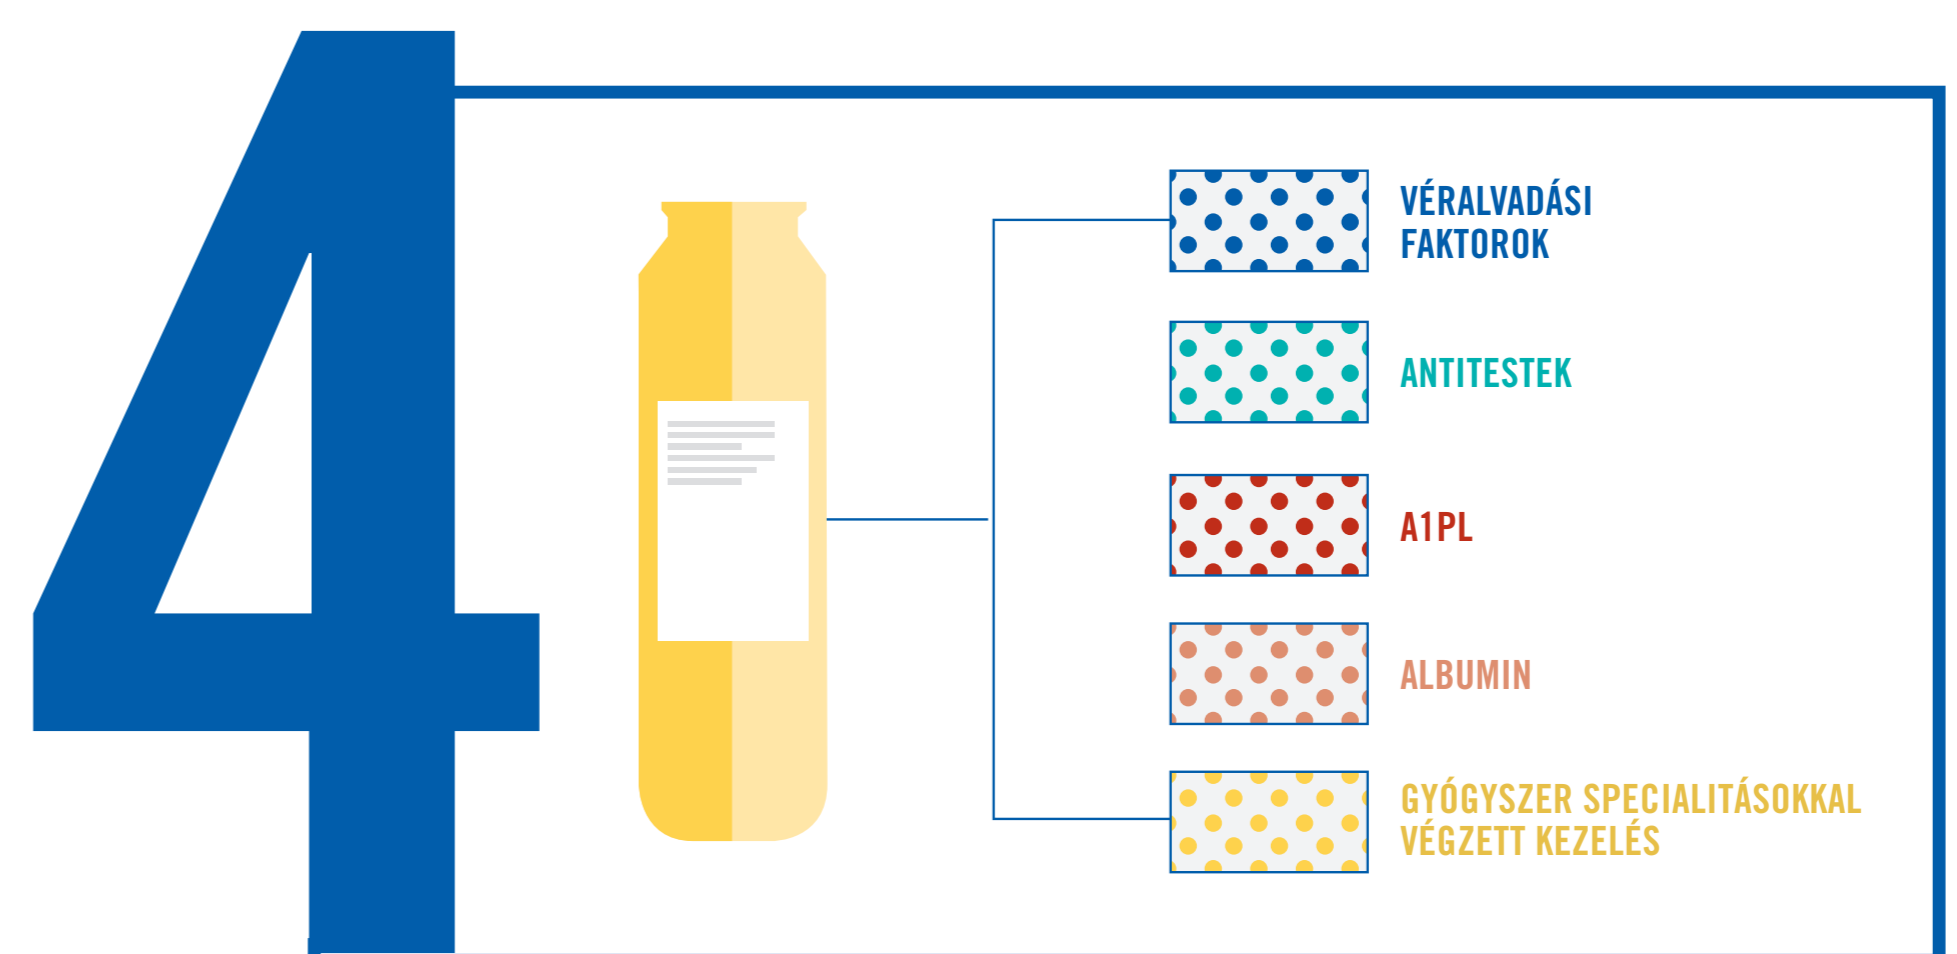 4
VÉRALVADÁSI
FAKTOROK
ANTITESTEK
A1PL
ALBUMIN
GYÓGYSZER SPECIALITÁSOKKAL
VÉGZETT KEZELÉS